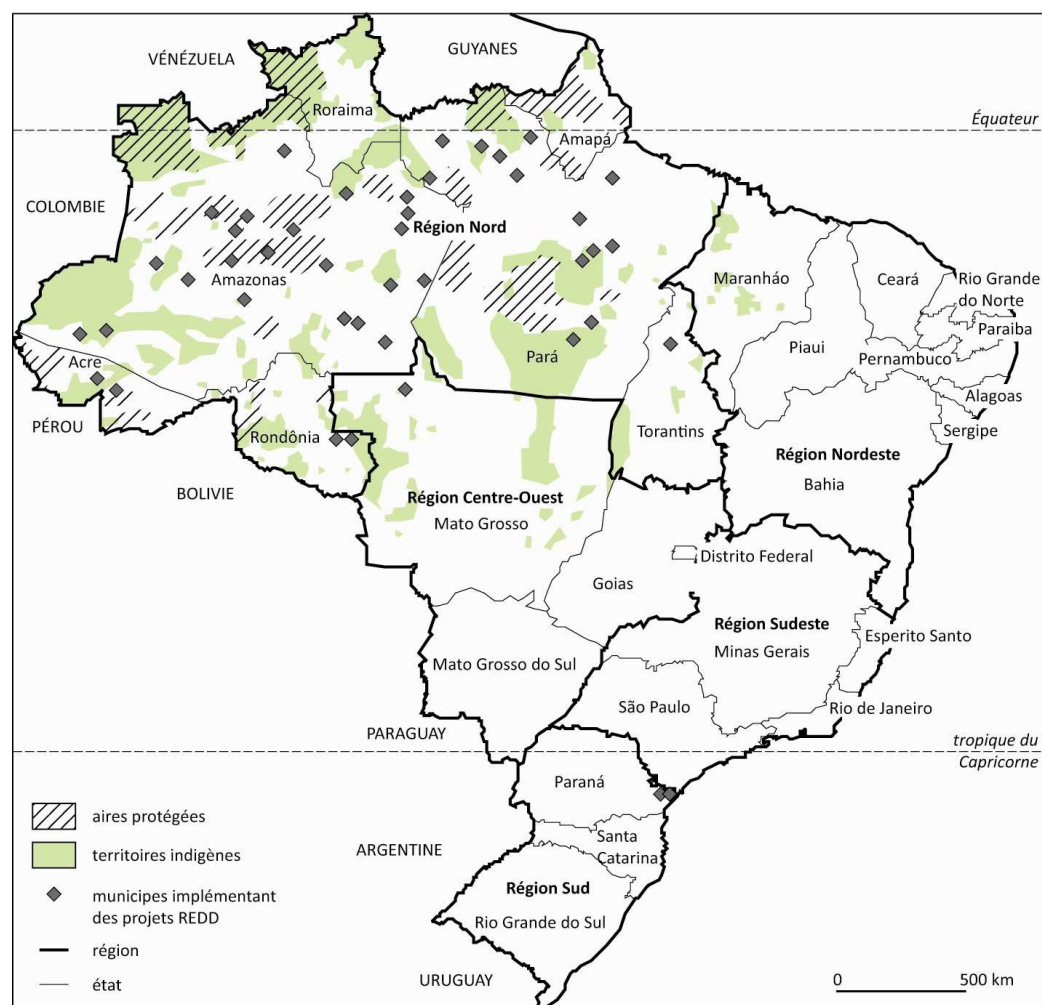 VÉNÉZUELA
GUYANES
Roraima
Équateur
Amapá
COLOMBIE
Région Nord
Amazonas
Maranháo
Ceará
Rio Grande
do Norte
Paraiba
Piaui
Pernambuco
Acre
Pará
Alagoas
PÉROU
Rondônia
Torantins
Sergipe
Région Nordeste
Bahia
BOLIVIE
Région Centre-Ouest
Mato Grosso
Distrito Federal
Goias
Région Sudeste
Minas Gerais
Esperito Santo
Mato Grosso do Sul
São Paulo
Rio de Janeiro
PARAGUAY
tropique du
Capricorne
Paraná
aires protégées
Santa
Catarina
ARGENTINE
territoires indigènes
Région Sud
municipes implémentant
des projets REDD
Rio Grande do Sul
région
état
URUGUAY
0 500 km